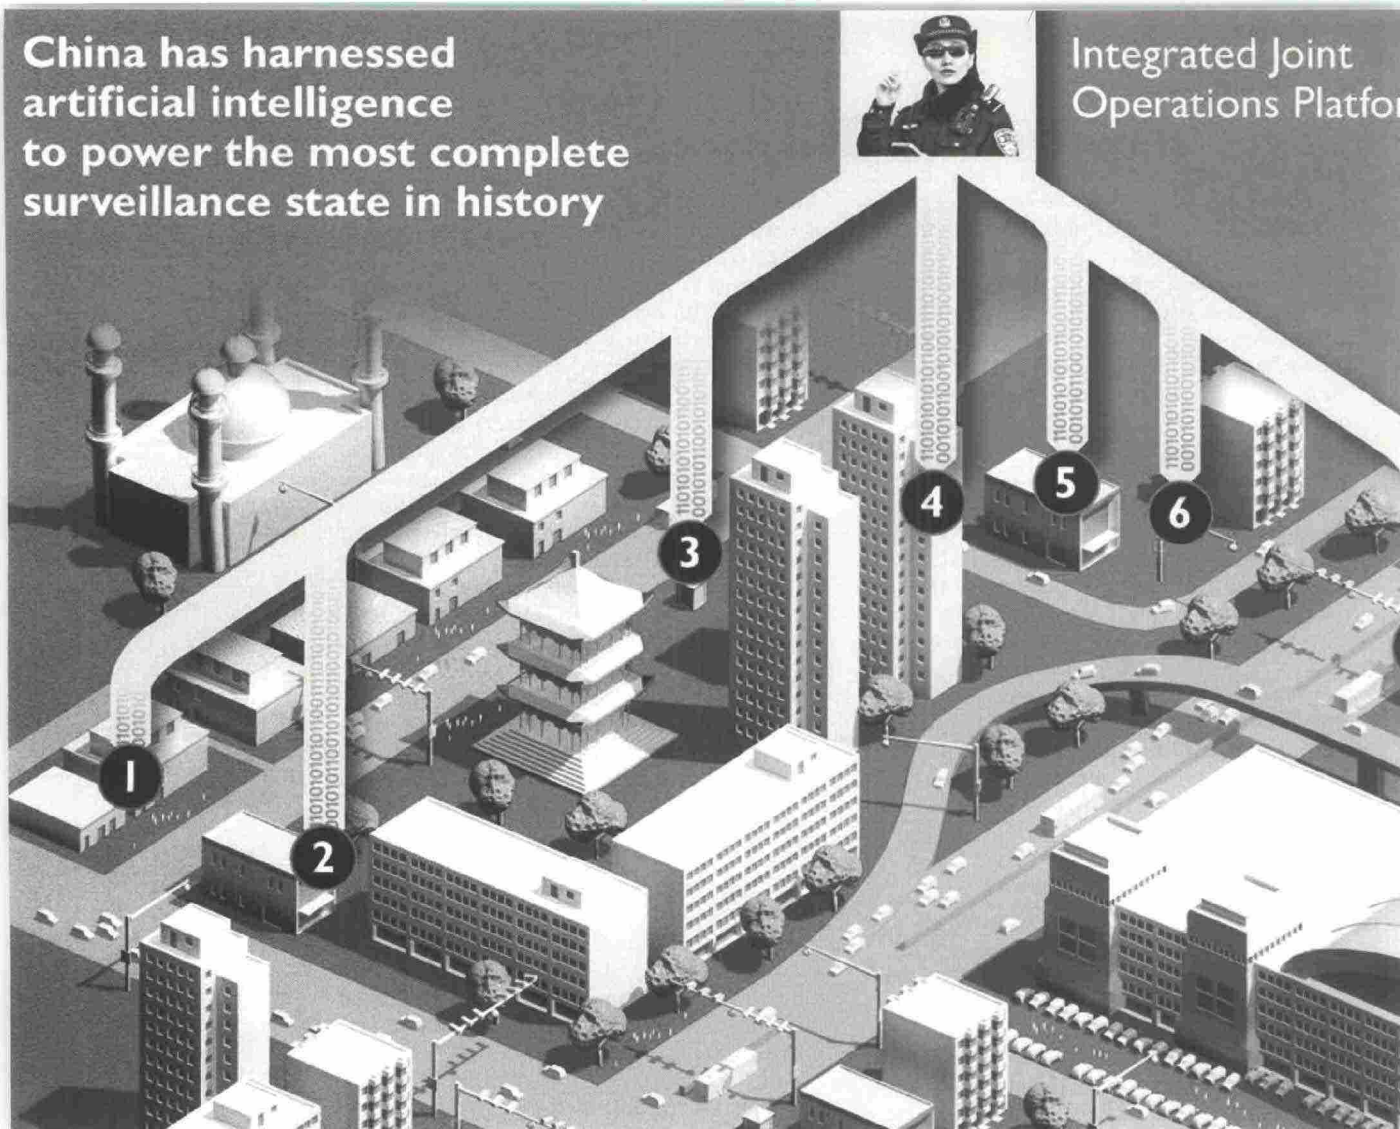 China has harnessed
artificial intelligence
to power the most complete
surveillance state in history
Integrated Joint
Operations Platfor
1
2
3
4
5
6